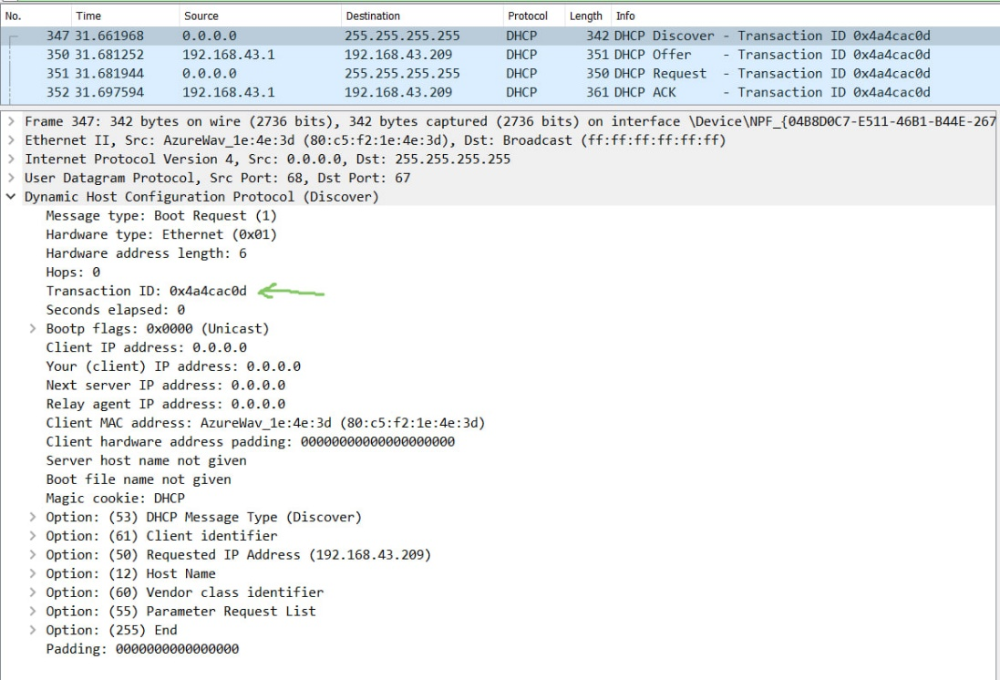 No. Time Source Destination Protocol Length Info
347 31.661968 0.0.0.0 255.255.255.255 DHCP 342 DHCP Discover - Transaction ID 0x4a4cac0d
350 31.681252 192.168.43.1 192.168.43.209 DHCP 351 DHCP Offer - Transaction ID 0x4a4cac0d
351 31.681944 0.0.0.0 255.255.255.255 DHCP 350 DHCP Request - Transaction ID 0x4a4cac0d
352 31.697594 192.168.43.1 192.168.43.209 DHCP 361 DHCP ACK - Transaction ID 0x4a4cac0d
Frame 347: 342 bytes on wire (2736 bits), 342 bytes captured (2736 bits) on interface \Device\NPF_{04B8D0C7-E511-46B1-B44E-267
Ethernet II, Src: AzureWav_1e:4e:3d (80:c5:f2:1e:4e:3d), Dst: Broadcast (ff:ff:ff:ff:ff:ff)
Internet Protocol Version 4, Src: 0.0.0.0, Dst: 255.255.255.255
User Datagram Protocol, Src Port: 68, Dst Port: 67
Dynamic Host Configuration Protocol (Discover)
Message type: Boot Request (1)
Hardware type: Ethernet (0x01)
Hardware address length: 6
Hops: 0
Transaction ID: 0x4a4cac0d
Seconds elapsed: 0
Bootp flags: 0x0000 (Unicast)
Client IP address: 0.0.0.0
Your (client) IP address: 0.0.0.0
Next server IP address: 0.0.0.0
Relay agent IP address: 0.0.0.0
Client MAC address: AzureWav_1e:4e:3d (80:c5:f2:1e:4e:3d)
Client hardware address padding: 00000000000000000000
Server host name not given
Boot file name not given
Magic cookie: DHCP
Option: (53) DHCP Message Type (Discover)
Option: (61) Client identifier
Option: (50) Requested IP Address (192.168.43.209)
Option: (12) Host Name
Option: (60) Vendor class identifier
Option: (55) Parameter Request List
Option: (255) End
Padding: 0000000000000000